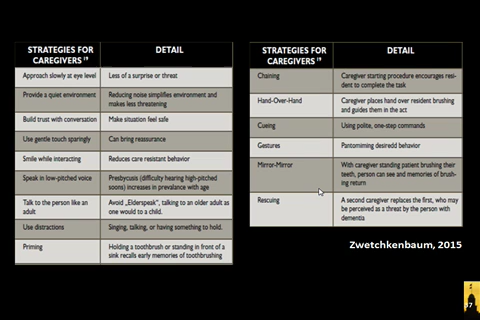 STRATEGIES FOR
CAREGIVERS 19
DETAIL
Approach slowly at eye level
Less of a surprise or threat
Provide a quiet environment
Reducing noise simplifies environment and
makes less threatening
Build trust with conversation
Make situation feel safe
Use gentle touch sparingly
Can bring reassurance
Smile while interacting
Reduces care resistant behavior
Speak in low-pitched voice
Presbycusis (difficulty hearing high-pitched
soons) increases in prevalance with age
Talk to the person like an
adult
Avoid „Elderspeak", talking to an older adult as
one would to a child.
Use distractions
Singing, talking, or having something to hold.
Priming
Holding a toothbrush or standing in front of a
sink recalls early memories of toothbrushing
STRATEGIES FOR
CAREGIVERS 19
DETAIL
Chaining
Caregiver starting procedure encourages resi-
dent to complete the task
Hand-Over-Hand
Caregiver places hand over resident brushing
and guides them in the act
Cueing
Using polite, one-step commands
Gestures
Pantomiming desiredd behavior
Mirror-Mirror
With caregiver standing patient brushing their
teeth, person can see and memories of brush-
ing return
Rescuing
A second caregiver replaces the first, who may
be perceived as a threat by the person with
dementia
Zwetchkenbaum, 2015